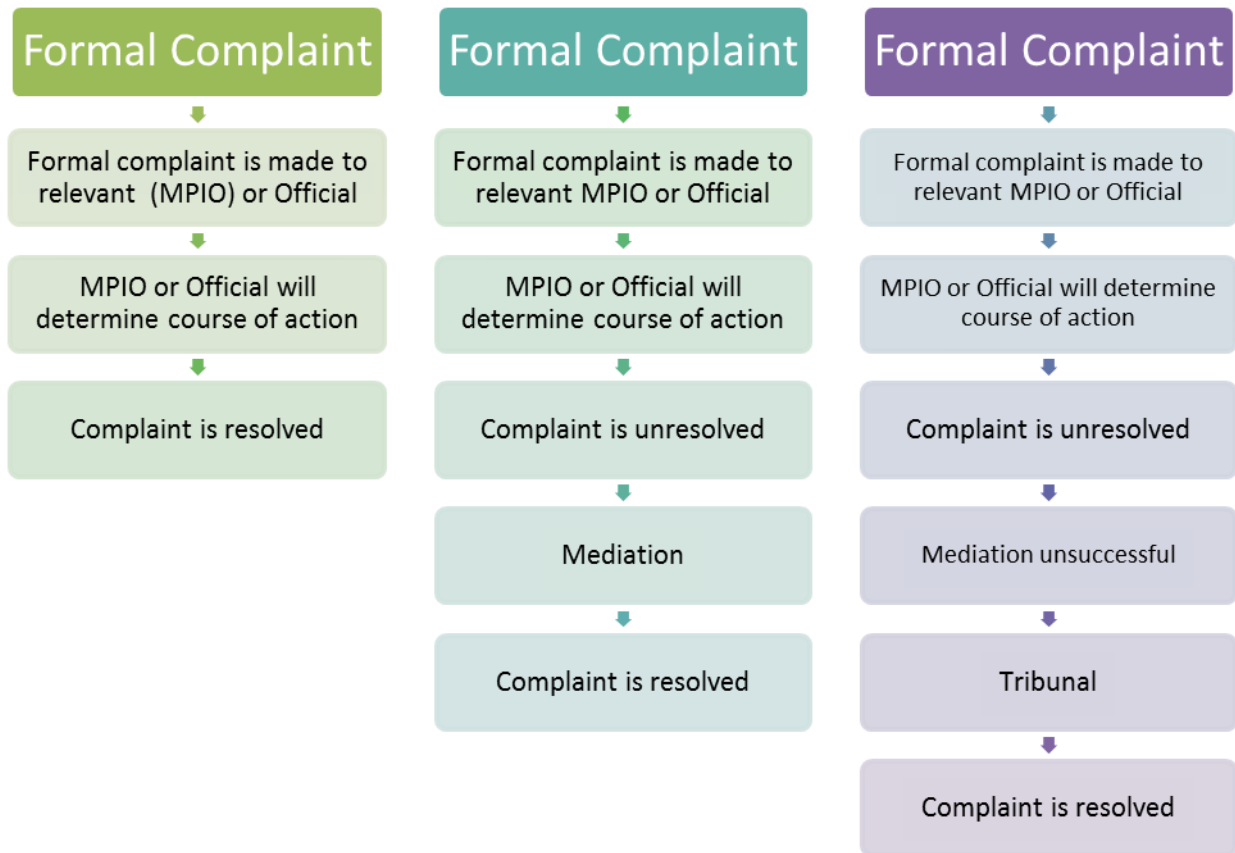 Formal Complaint
Formal complaint is made to
relevant (MPIO) or Official
MPIO or Official will
determine course of action
Complaint is resolved
Formal Complaint
Formal complaint is made to
relevant MPIO or Official
MPIO or Official will
determine course of action
Complaint is unresolved
Mediation
Complaint is resolved
Formal Complaint
Formal complaint is made to
relevant MPIO or Official
MPIO or Official will determine
course of action
Complaint is unresolved
Mediation unsuccessful
Tribunal
Complaint is resolved